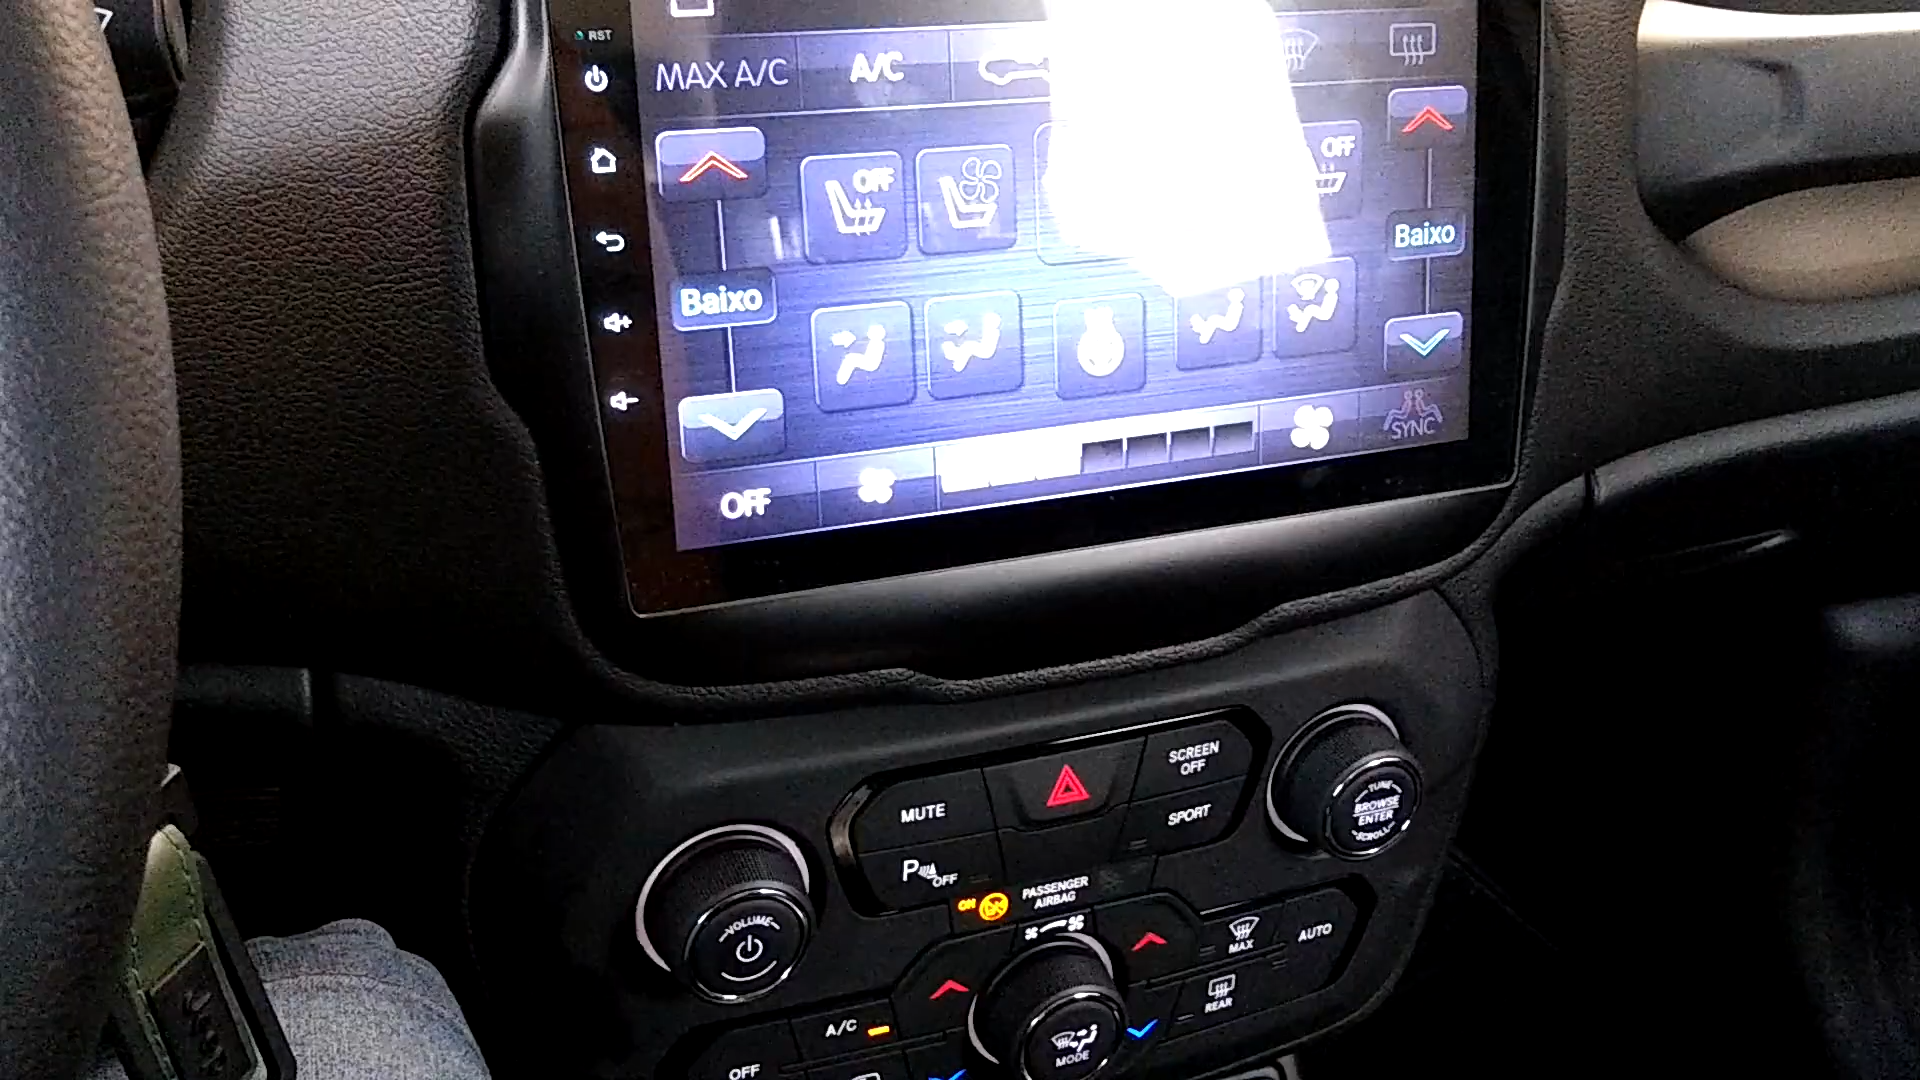 RST
MAX A/C
A/C
OFF
OFF
Baixo
Baixo
SYNC
OFF
MUTE
SCREEN
OFF
SPORT
P OFF
ON
PASSENGER
AIRBAG
VOLUME
TUNE
BROWSE
ENTER
SCROLL
MAX
AUTO
REAR
A/C
OFF
MODE